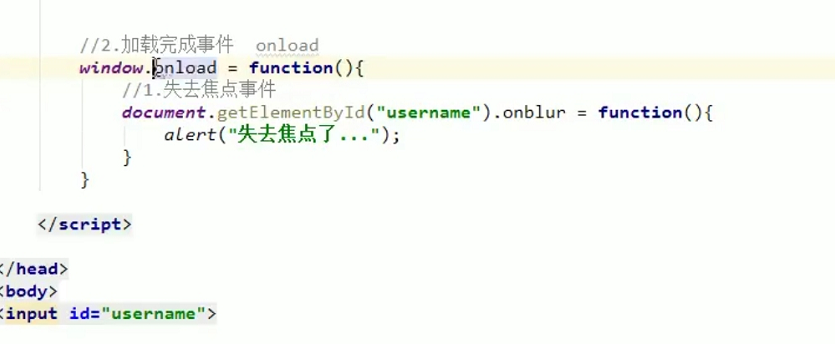 //2.加载完成事件  onload
window.onload = function(){
//1.失去焦点事件
document.getElementById("username").onblur = function(){
alert("失去焦点了...");
}
}
</script>
</head>
<body>
<input id="username">